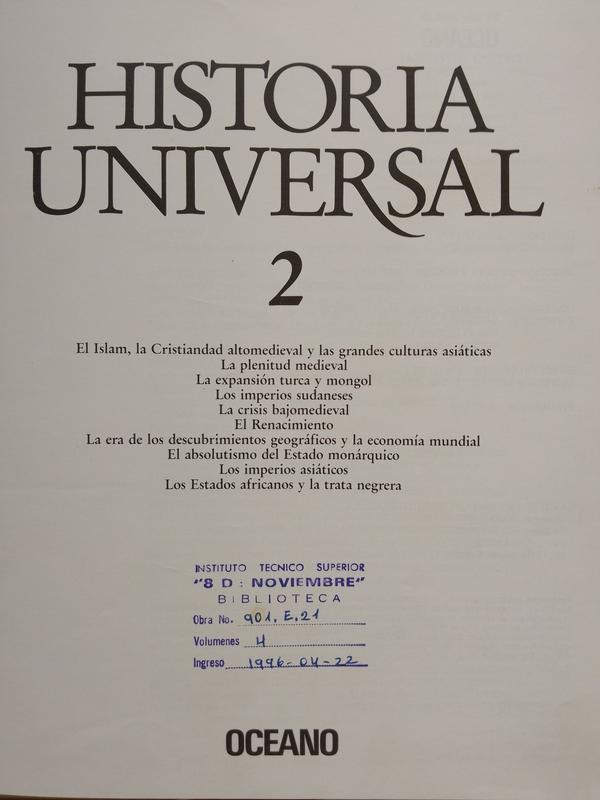 HISTORIA
UNIVERSAL
2
El Islam, la Cristiandad altomedieval y las grandes culturas asiáticas
La plenitud medieval
La expansión turca y mongol
Los imperios sudaneses
La crisis bajomedieval
El Renacimiento
La era de los descubrimientos geográficos y la economía mundial
El absolutismo del Estado monárquico
Los imperios asiáticos
Los Estados africanos y la trata negrera
INSTITUTO TECNICO SUPERIOR
"8 D: NOVIEMBRE"
BIBLIOTECA
Obra No. 901.E.21
Volumenes 4
Ingreso 1996-04-22
OCEANO